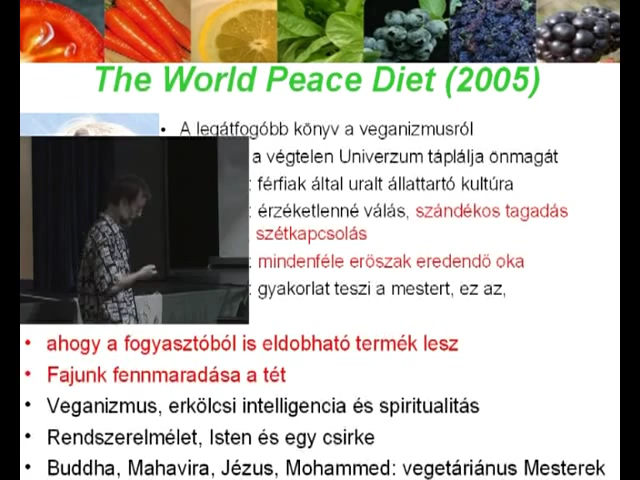 The World Peace Diet (2005)
• A legátfogóbb könyv a veganizmusról
a végtelen Univerzum táplálja önmagát
: férfiak által uralt állattartó kultúra
: érzéketlenné válás, szándékos tagadás
szétkapcsolás
: mindenféle erőszak eredendő oka
: gyakorlat teszi a mestert, ez az,
• ahogy a fogyasztóból is eldobható termék lesz
• Fajunk fennmaradása a tét
• Veganizmus, erkölcsi intelligencia és spiritualitás
• Rendszerelmélet, Isten és egy csirke
• Buddha, Mahavira, Jézus, Mohammed: vegetáriánus Mesterek